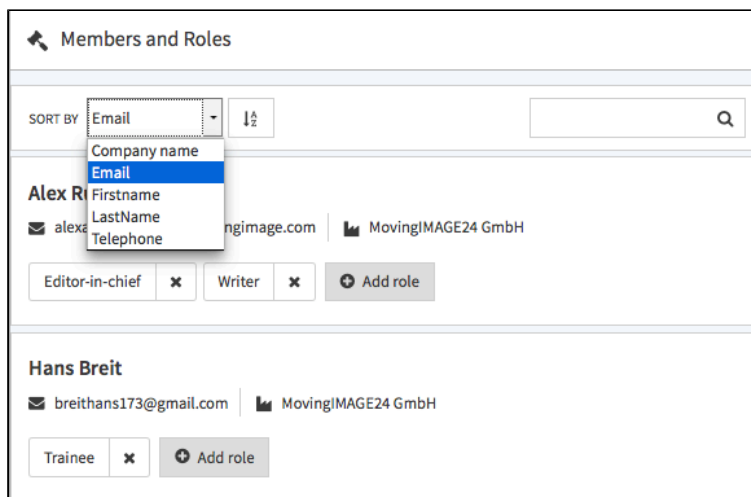 Members and Roles
SORT BY Email
Company name
Email
Firstname
LastName
Telephone
Alex
MovingIMAGE24 GmbH
Editor-in-chief Writer Add role
Hans Breit
breithans173@gmail.com MovingIMAGE24 GmbH
Trainee Add role